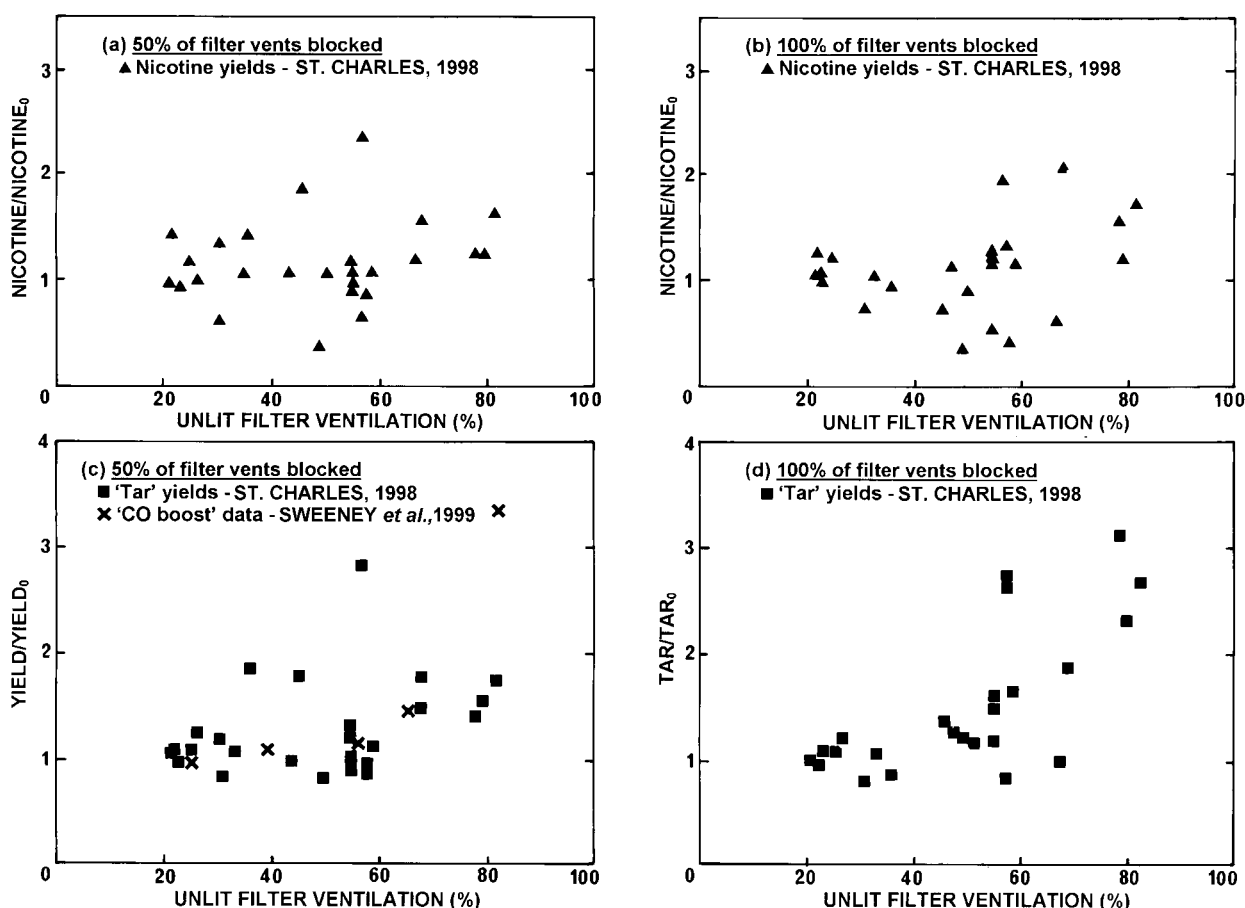 (a) 50% of filter vents blocked
▲ Nicotine yields - ST. CHARLES, 1998
NICOTINE/NICOTINE₀
3
2
1
0
20 40 60 80 100
UNLIT FILTER VENTILATION (%)
(b) 100% of filter vents blocked
▲ Nicotine yields - ST. CHARLES, 1998
NICOTINE/NICOTINE₀
3
2
1
0
20 40 60 80 100
UNLIT FILTER VENTILATION (%)
(c) 50% of filter vents blocked
■ 'Tar' yields - ST. CHARLES, 1998
× 'CO boost' data - SWEENEY et al.,1999
YIELD/YIELD₀
4
3
2
1
0
20 40 60 80 100
UNLIT FILTER VENTILATION (%)
(d) 100% of filter vents blocked
■ 'Tar' yields - ST. CHARLES, 1998
TAR/TAR₀
4
3
2
1
0
20 40 60 80 100
UNLIT FILTER VENTILATION (%)